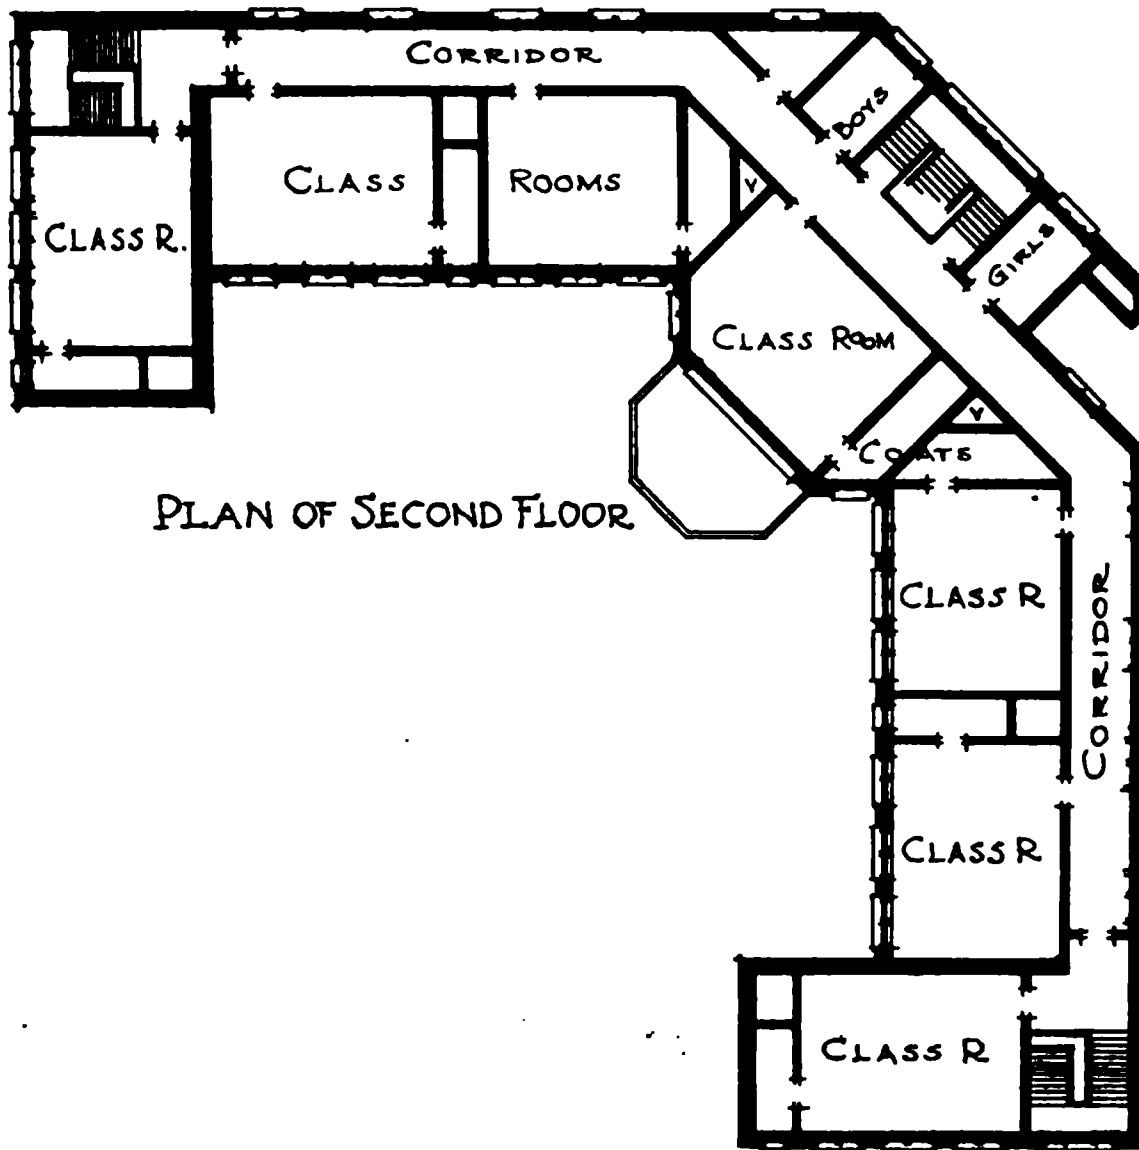 CORRIDOR
BOYS
CLASS ROOMS
V
CLASS R.
GIRLS
CLASS ROOM
V
COATS
PLAN OF SECOND FLOOR
CLASS R
CORRIDOR
CLASS R
CLASS R